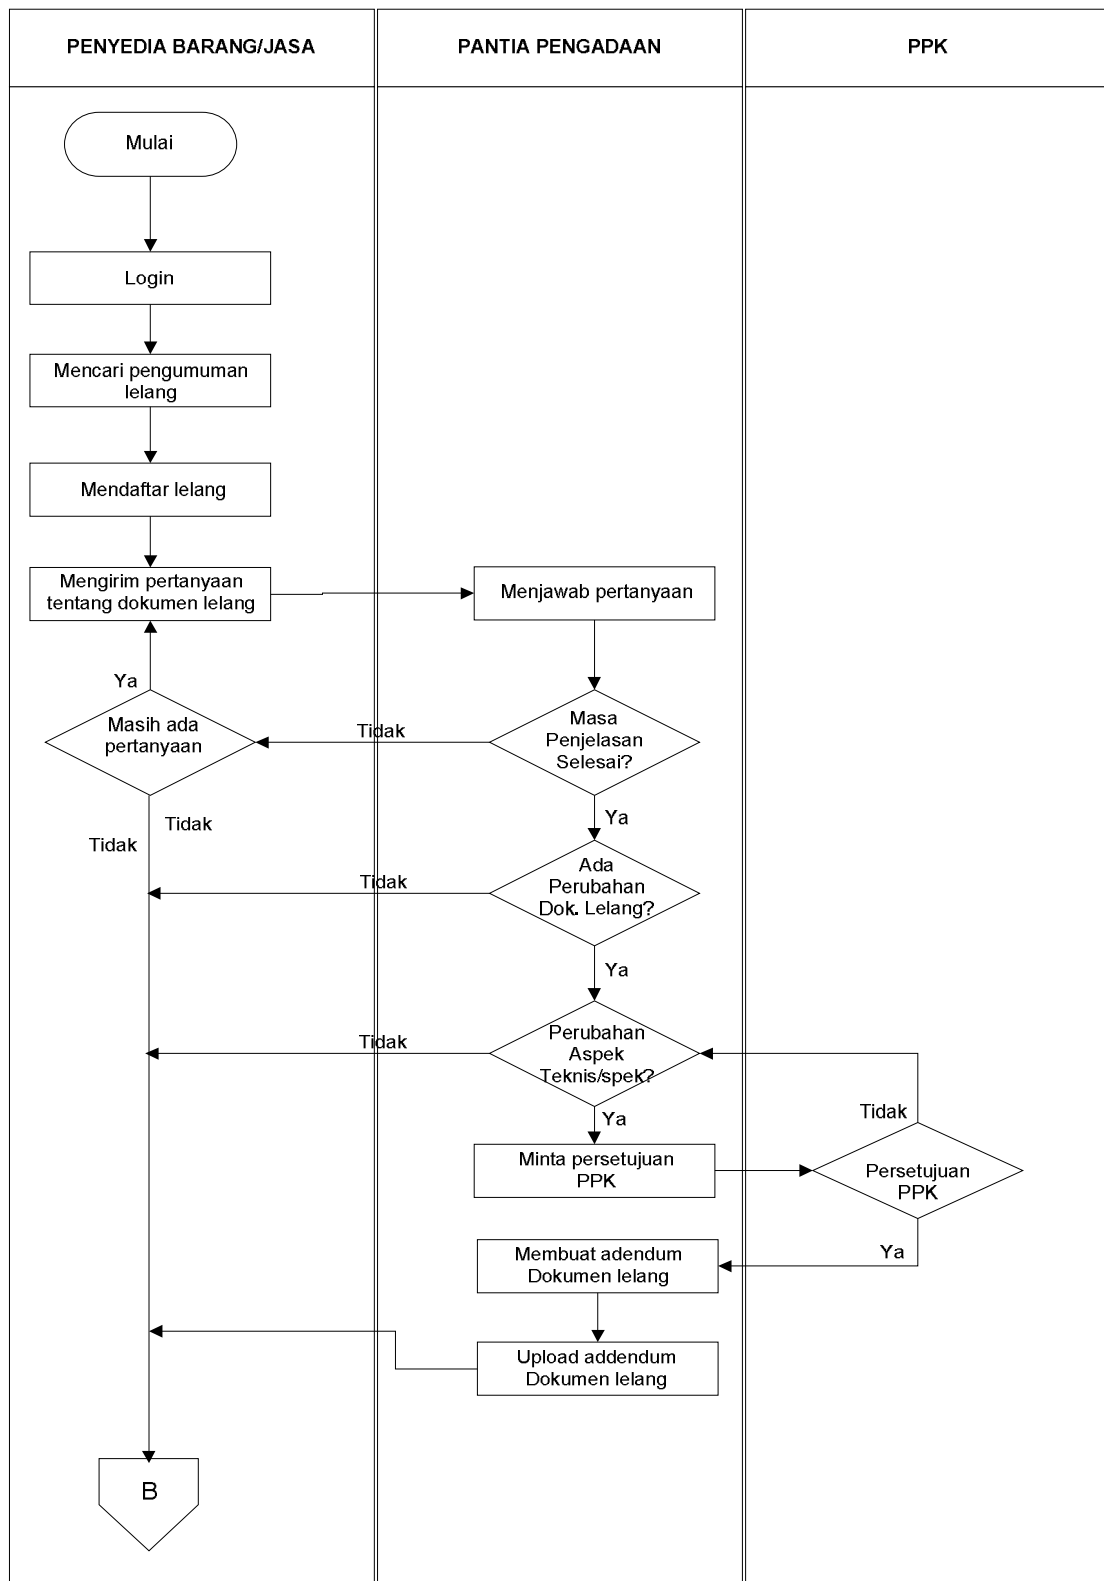 PENYEDIA BARANG/JASA
PANTIA PENGADAAN
PPK
Mulai
Login
Mencari pengumuman
lelang
Mendaftar lelang
Mengirim pertanyaan
tentang dokumen lelang
Menjawab pertanyaan
Ya
Masih ada
pertanyaan
Tidak
Masa
Penjelasan
Selesai?
Tidak
Tidak
Ya
Tidak
Ada
Perubahan
Dok. Lelang?
Ya
Tidak
Perubahan
Aspek
Teknis/spek?
Tidak
Ya
Minta persetujuan
PPK
Persetujuan
PPK
Ya
Membuat adendum
Dokumen lelang
Upload addendum
Dokumen lelang
B